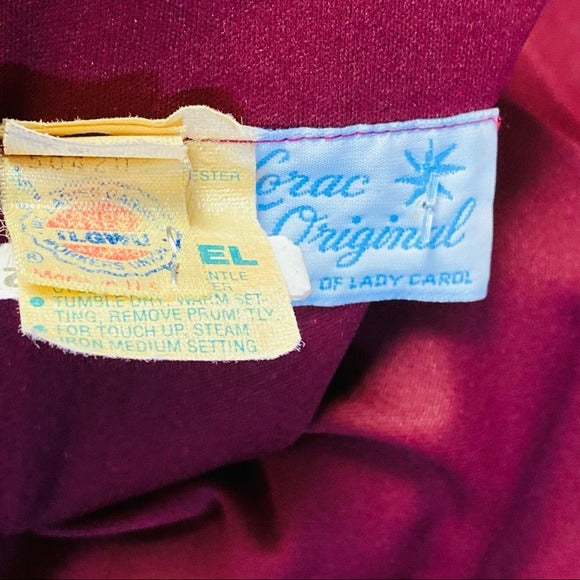 Lorac
Original
OF LADY CAROL
ESTER
ILGWU
EL
TUMBLE DRY, WARM SET-
TING, REMOVE PROMPTLY
FOR TOUCH UP, STEAM
IRON MEDIUM SETTING